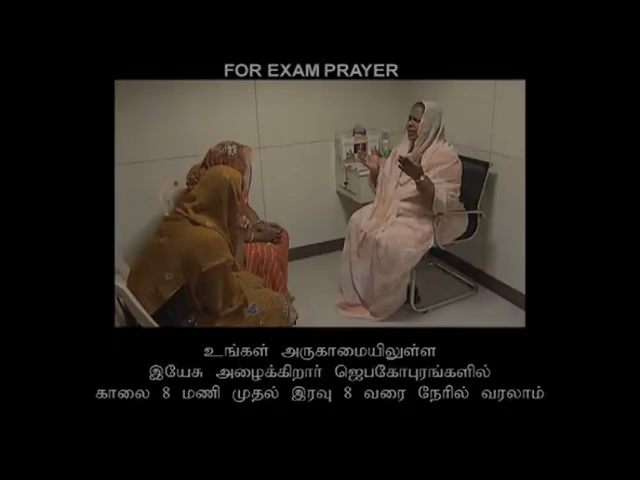 FOR EXAM PRAYER
உங்கள் அருகாமையிலுள்ள
இயேசு அழைக்கிறார் ஜெபகோபுரங்களில்
காலை 8 மணி முதல் இரவு 8 வரை நேரில் வரலாம்